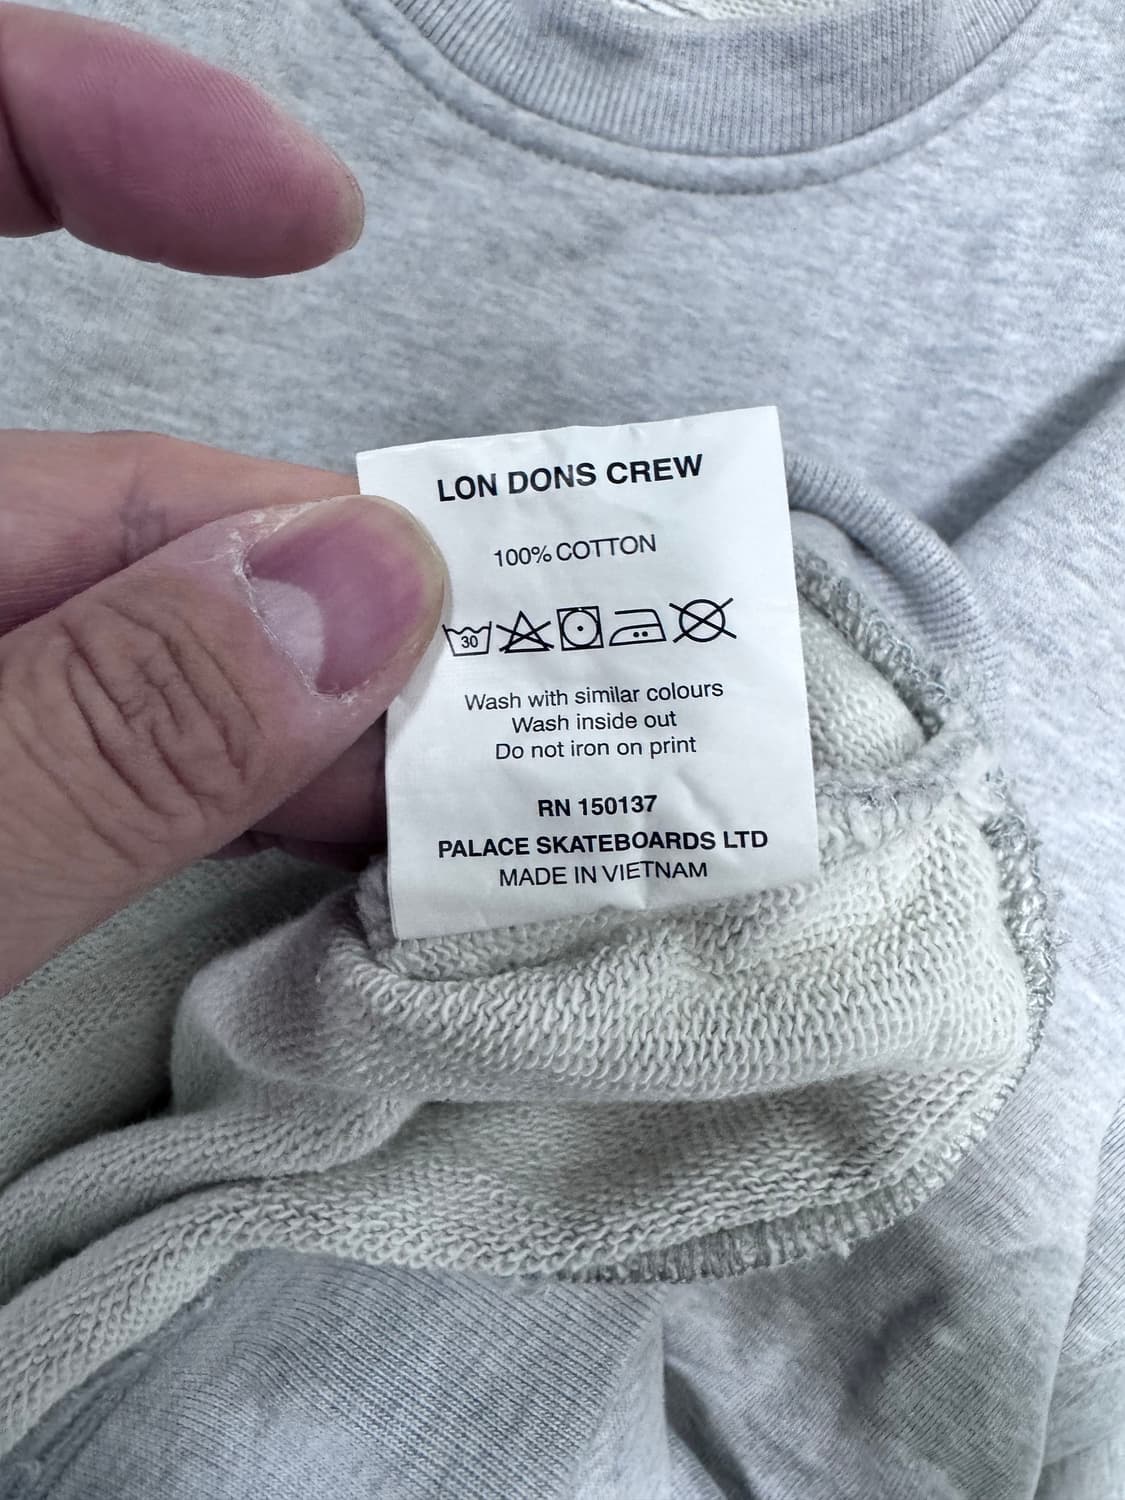 LON DONS CREW
100% COTTON
30
Wash with similar colours
Wash inside out
Do not iron on print
RN 150137
PALACE SKATEBOARDS LTD
MADE IN VIETNAM